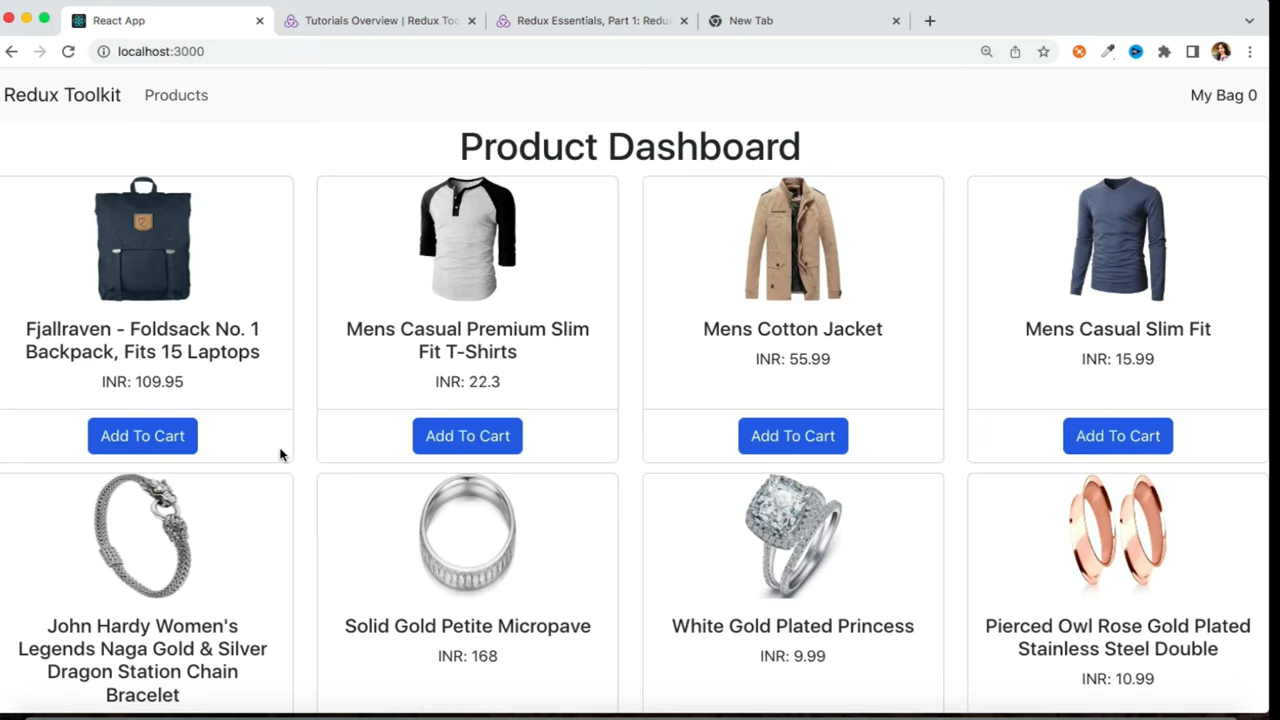 React App
Tutorials Overview | Redux Too
Redux Essentials, Part 1: Redu
New Tab
localhost:3000
Redux Toolkit Products My Bag 0
Product Dashboard
Fjallraven - Foldsack No. 1
Backpack, Fits 15 Laptops
INR: 109.95
Add To Cart
Mens Casual Premium Slim
Fit T-Shirts
INR: 22.3
Add To Cart
Mens Cotton Jacket
INR: 55.99
Add To Cart
Mens Casual Slim Fit
INR: 15.99
Add To Cart
John Hardy Women's
Legends Naga Gold & Silver
Dragon Station Chain
Bracelet
Solid Gold Petite Micropave
INR: 168
White Gold Plated Princess
INR: 9.99
Pierced Owl Rose Gold Plated
Stainless Steel Double
INR: 10.99